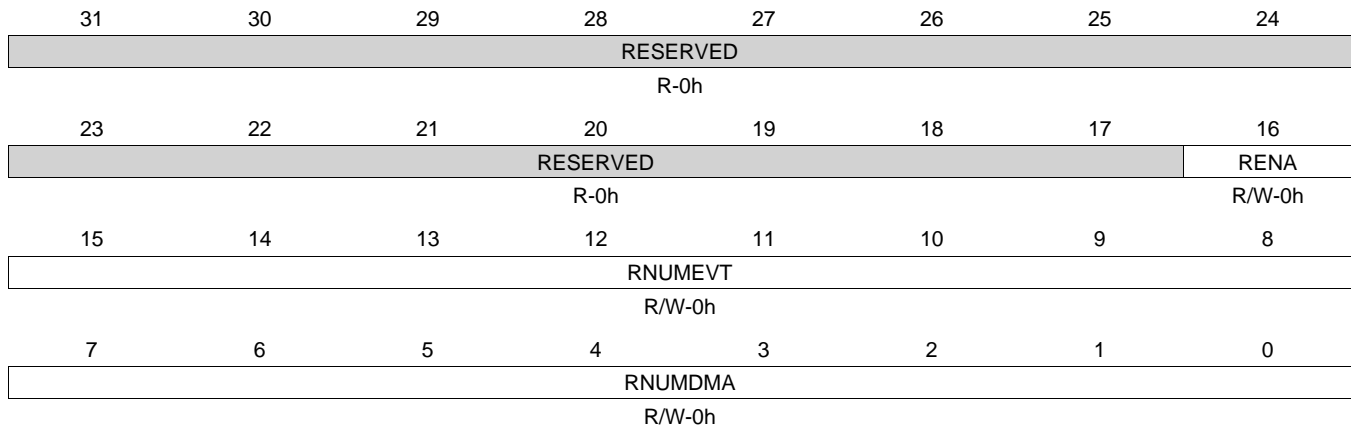 31 30 29 28 27 26 25 24
RESERVED
R-0h
23 22 21 20 19 18 17 16
RESERVED RENA
R-0h R/W-0h
15 14 13 12 11 10 9 8
RNUMEVT
R/W-0h
7 6 5 4 3 2 1 0
RNUMDMA
R/W-0h